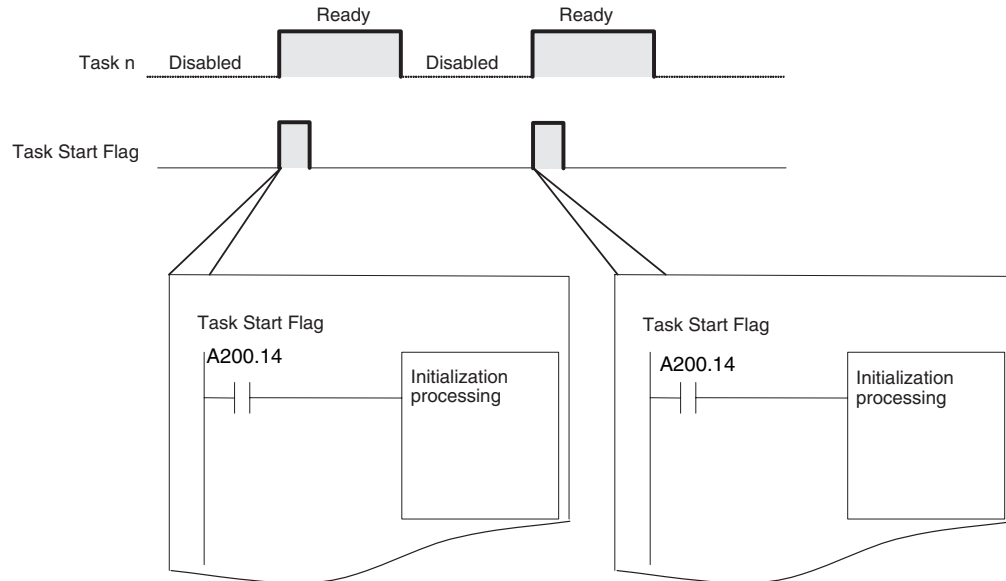 Ready
Ready
Task n
Disabled
Disabled
Task Start Flag
Task Start Flag
A200.14
Initialization
processing
Task Start Flag
A200.14
Initialization
processing